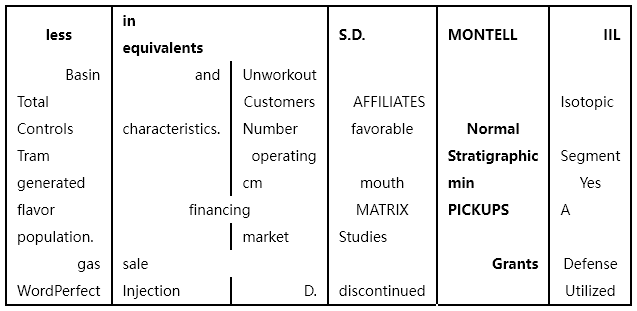 less in equivalents S.D. MONTELL IIL
Basin and Unworkout
Total Customers AFFILIATES Isotopic
Controls characteristics. Number favorable Normal
Tram operating Stratigraphic Segment
generated cm mouth min Yes
flavor financing MATRIX PICKUPS A
population. market Studies
gas sale Grants Defense
WordPerfect Injection D. discontinued Utilized